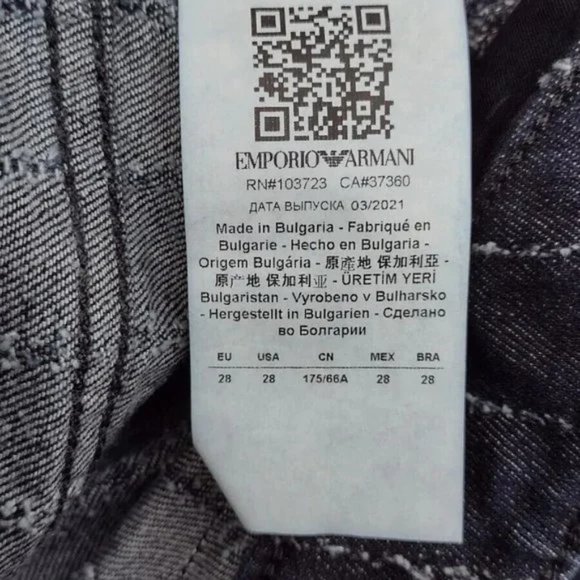 EMPORIO ARMANI
RN#103723 CA#37360
ДАТА ВЫПУСКА 03/2021
Made in Bulgaria - Fabriqué en
Bulgarie - Hecho en Bulgaria -
Origem Bulgária - 原產地 保加利亞 -
原产地 保加利亚 - ÜRETİM YERİ
Bulgaristan - Vyrobeno v Bulharsko
- Hergestellt in Bulgarien - Сделано
во Болгарии
EU USA CN MEX BRA
28 28 175/66A 28 28